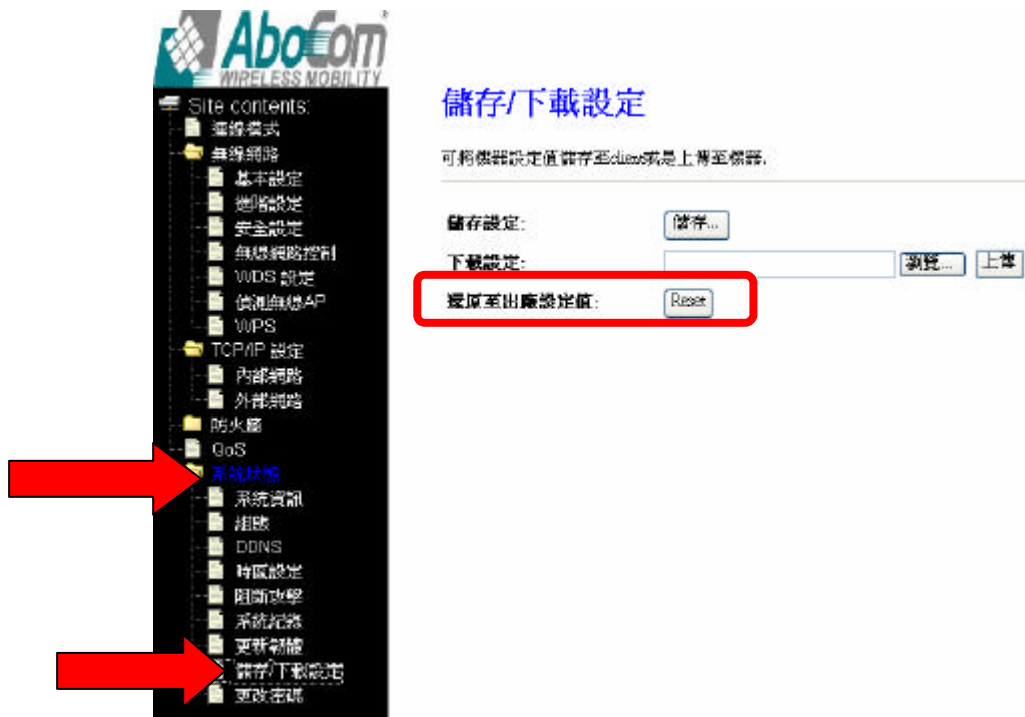 AboCom
WIRELESS MOBILITY
Site contents:
連線模式
無線網路
基本設定
進階設定
安全設定
無線網路控制
WDS 設定
偵測無線AP
WPS
TCP/IP 設定
內部網路
外部網路
防火牆
QoS
系統狀態
系統資訊
組態
DDNS
時區設定
阻斷攻擊
系統紀錄
更新韌體
儲存/下載設定
更改密碼
儲存/下載設定
可將機器設定值儲存至client或是上傳至機器.
儲存設定: 儲存...
下載設定: 瀏覽... 上傳
還原至出廠設定值: Reset